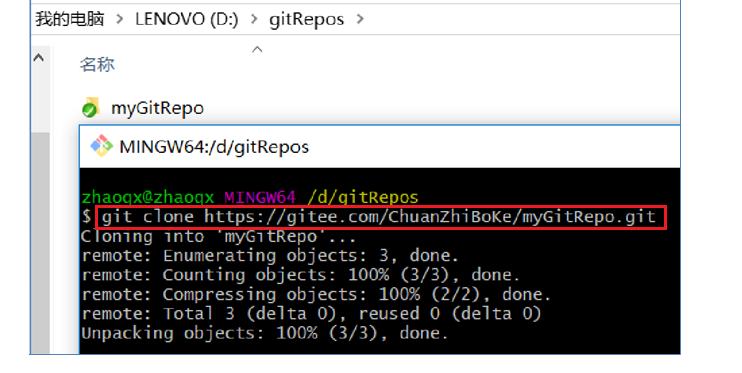 我的电脑 > LENOVO (D:) > gitRepos >
名称
myGitRepo
MINGW64:/d/gitRepos
zhaoqx@zhaoqx MINGW64 /d/gitRepos
$ git clone https://gitee.com/ChuanZhiBoKe/myGitRepo.git
Cloning into 'myGitRepo'...
remote: Enumerating objects: 3, done.
remote: Counting objects: 100% (3/3), done.
remote: Compressing objects: 100% (2/2), done.
remote: Total 3 (delta 0), reused 0 (delta 0)
Unpacking objects: 100% (3/3), done.